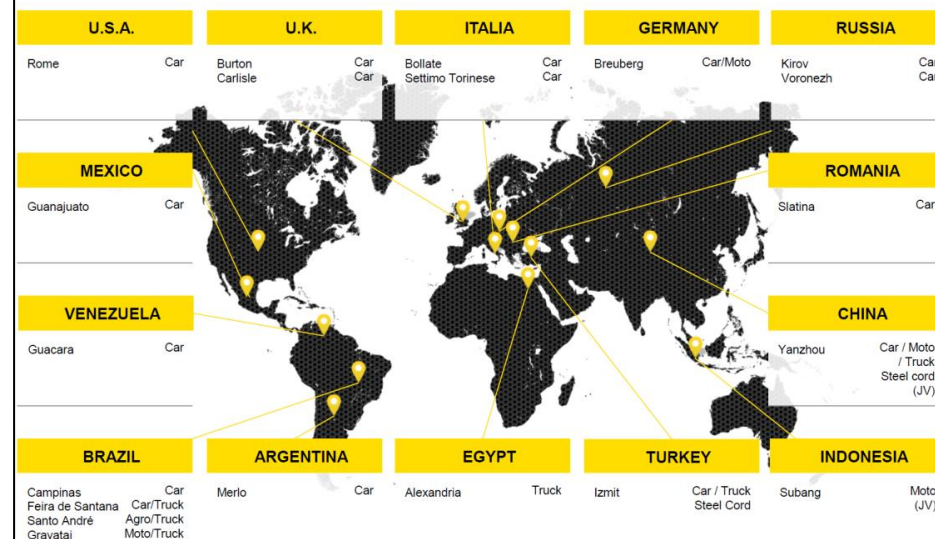 U.S.A.
Rome Car
U.K.
Burton Car
Carlisle Car
ITALIA
Bollate Car
Settimo Torinese Car
GERMANY
Breuberg Car/Moto
RUSSIA
Kirov Car
Voronezh Car
MEXICO
Guanajuato Car
ROMANIA
Slatina Car
VENEZUELA
Guacara Car
CHINA
Yanzhou Car / Moto
/ Truck
Steel cord
(JV)
BRAZIL
Campinas Car
Feira de Santana Car/Truck
Santo André Agro/Truck
Gravatai Moto/Truck
ARGENTINA
Merlo Car
EGYPT
Alexandria Truck
TURKEY
Izmit Car / Truck
Steel Cord
INDONESIA
Subang Moto
(JV)